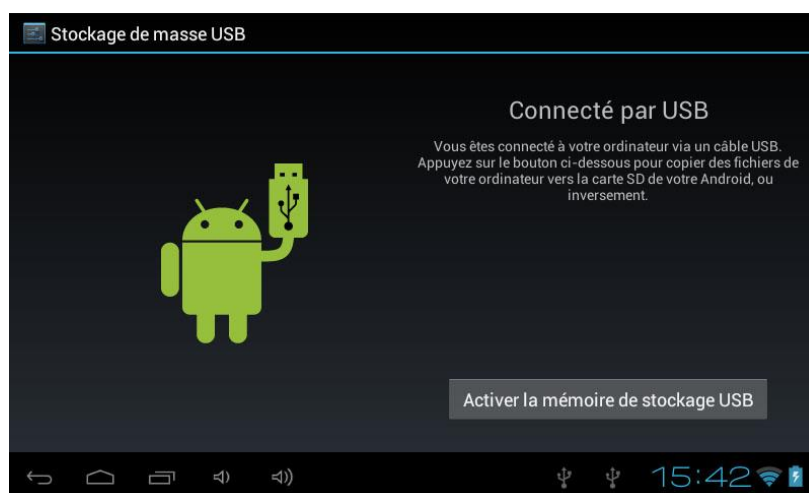 Stockage de masse USB
Connecté par USB
Vous êtes connecté à votre ordinateur via un câble USB.
Appuyez sur le bouton ci-dessous pour copier des fichiers de
votre ordinateur vers la carte SD de votre Android, ou
inversement.
Activer la mémoire de stockage USB
15:42